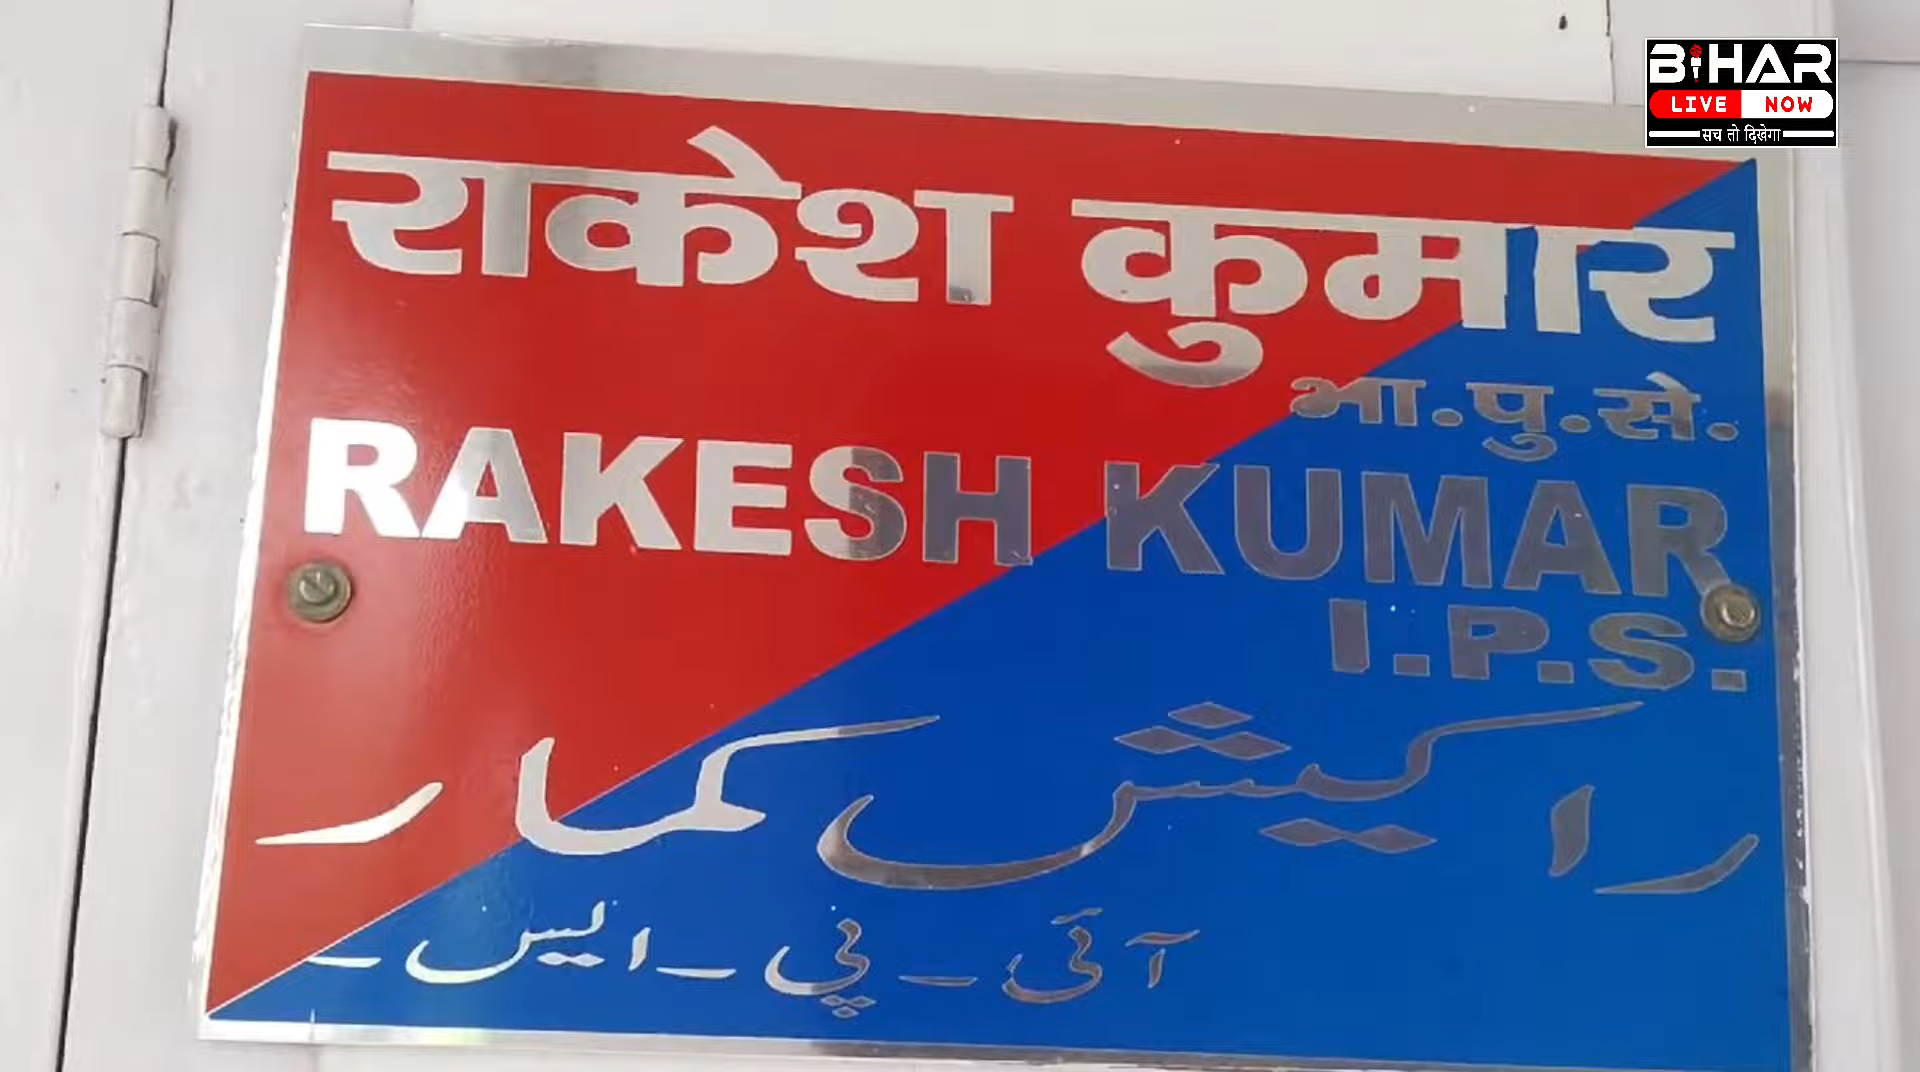 BIHAR
LIVE NOW
सच तो दिखेगा
राकेश कुमार
भा.पु.से.
RAKESH KUMAR
I.P.S.
راکیش کمار
آئی - پی - ایس -